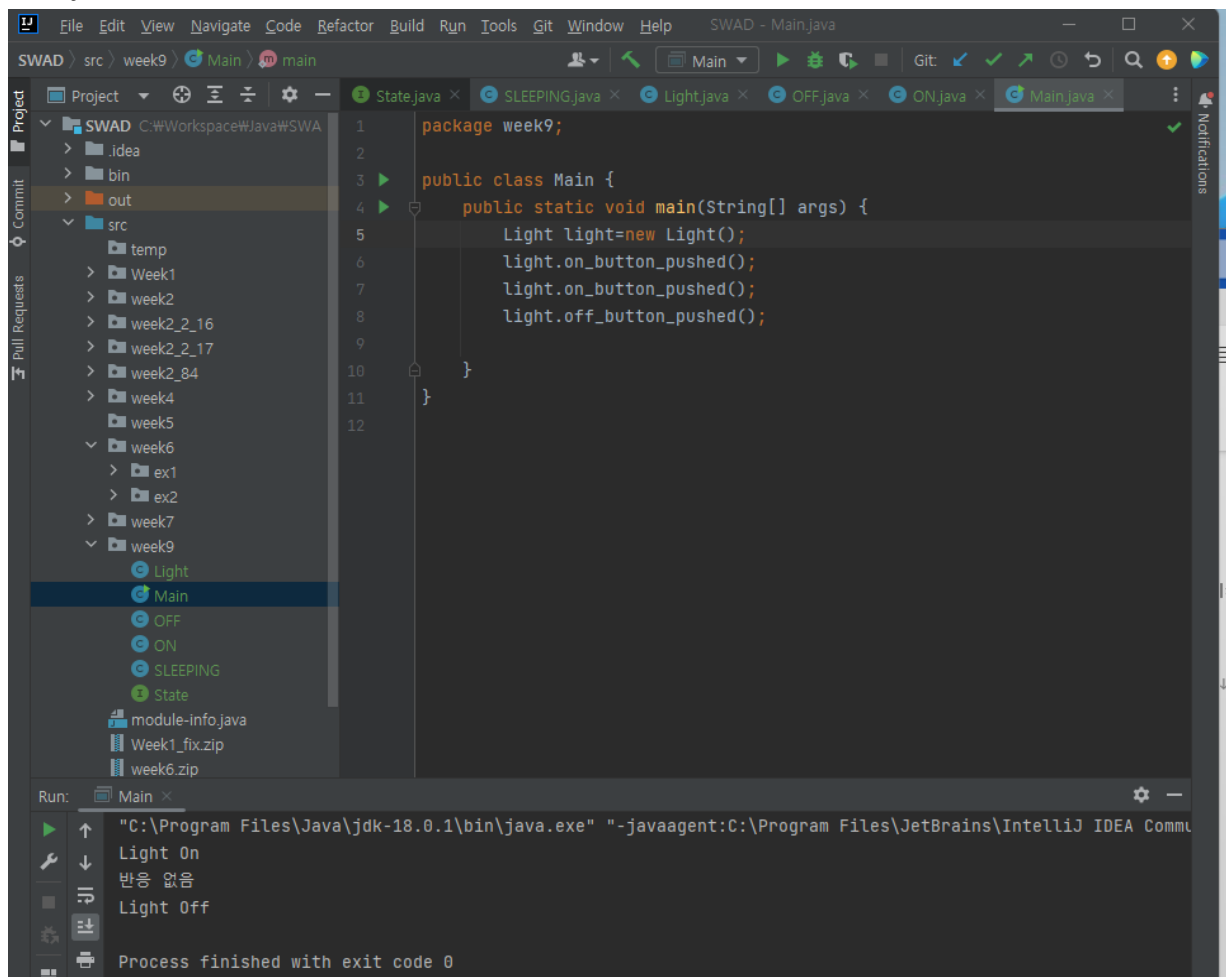 File Edit View Navigate Code Refactor Build Run Tools Git Window Help SWAD - Main.java
SWAD src week9 Main main Main Git:
Project State.java SLEEPING.java Light.java OFF.java ON.java Main.java
Project
Commit
Pull Requests
Notifications
SWAD C:₩Workspace₩Java₩SWA
.idea
bin
out
src
temp
Week1
week2
week2_2_16
week2_2_17
week2_84
week4
week5
week6
ex1
ex2
week7
week9
Light
Main
OFF
ON
SLEEPING
State
module-info.java
Week1_fix.zip
week6.zip
1 package week9;
2
3 public class Main {
4 public static void main(String[] args) {
5 Light light=new Light();
6 light.on_button_pushed();
7 light.on_button_pushed();
8 light.off_button_pushed();
9
10 }
11 }
12
Run: Main
"C:\Program Files\Java\jdk-18.0.1\bin\java.exe" "-javaagent:C:\Program Files\JetBrains\IntelliJ IDEA Commu
Light On
반응 없음
Light Off
Process finished with exit code 0